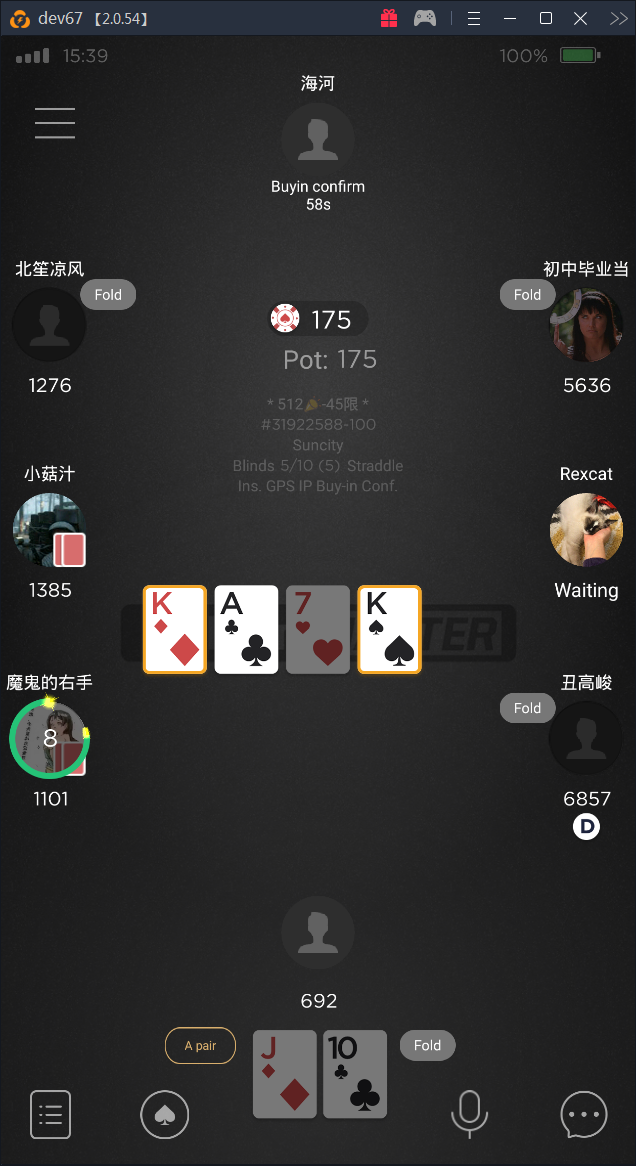 dev67 【2.0.54】
15:39
100%
海河
Buyin confirm
58s
北笙凉风
Fold
1276
初中毕业当
Fold
5636
175
Pot: 175
* 512 -45限 *
#31922588-100
Suncity
Blinds 5/10 (5) Straddle
Ins. GPS IP Buy-in Conf.
小菇汁
1385
Rexcat
Waiting
K A 7 K
魔鬼的右手
8
1101
丑高峻
Fold
6857
D
692
A pair
J 10
Fold